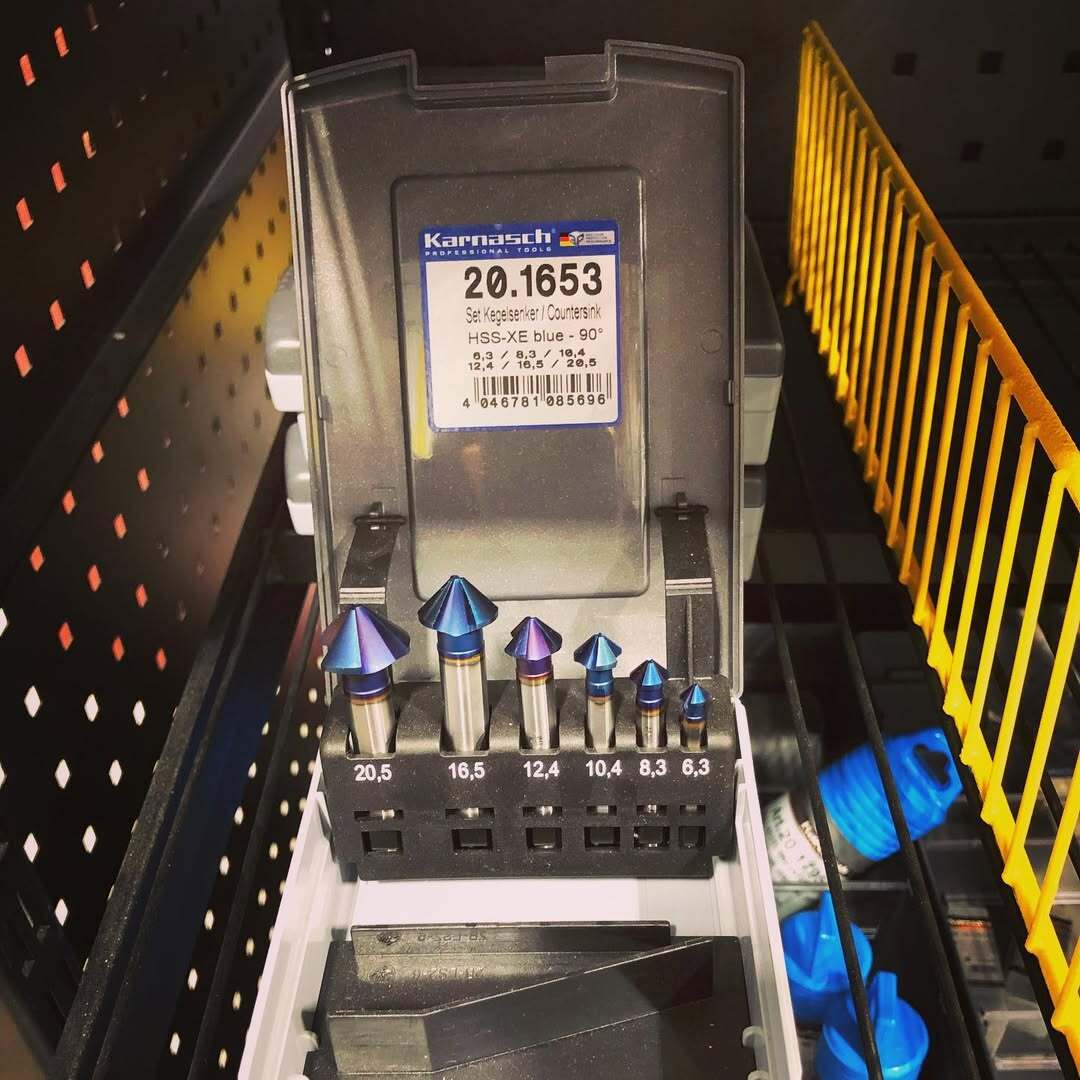 Karnasch®
PROFESSIONAL TOOLS
20.1653
Set Kegelsenker / Countersink
HSS-XE blue - 90°
6,3 / 8,3 / 10,4
12,4 / 16,5 / 20,5
4 046781 085696
20,5 16,5 12,4 10,4 8,3 6,3